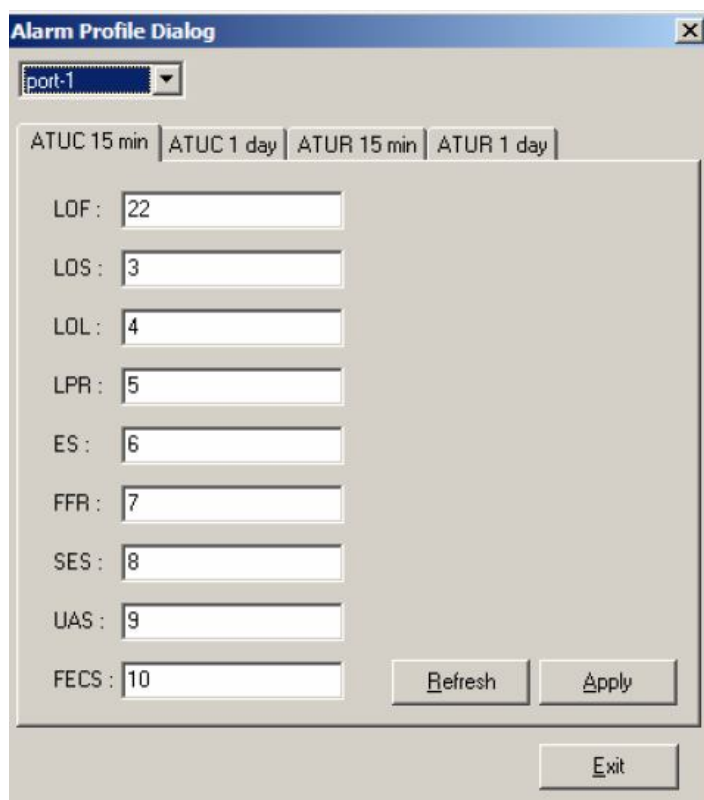 Alarm Profile Dialog
port-1
ATUC 15 min ATUC 1 day ATUR 15 min ATUR 1 day
LOF : 22
LOS : 3
LOL : 4
LPR : 5
ES : 6
FFR : 7
SES : 8
UAS : 9
FECS : 10
Refresh Apply
Exit